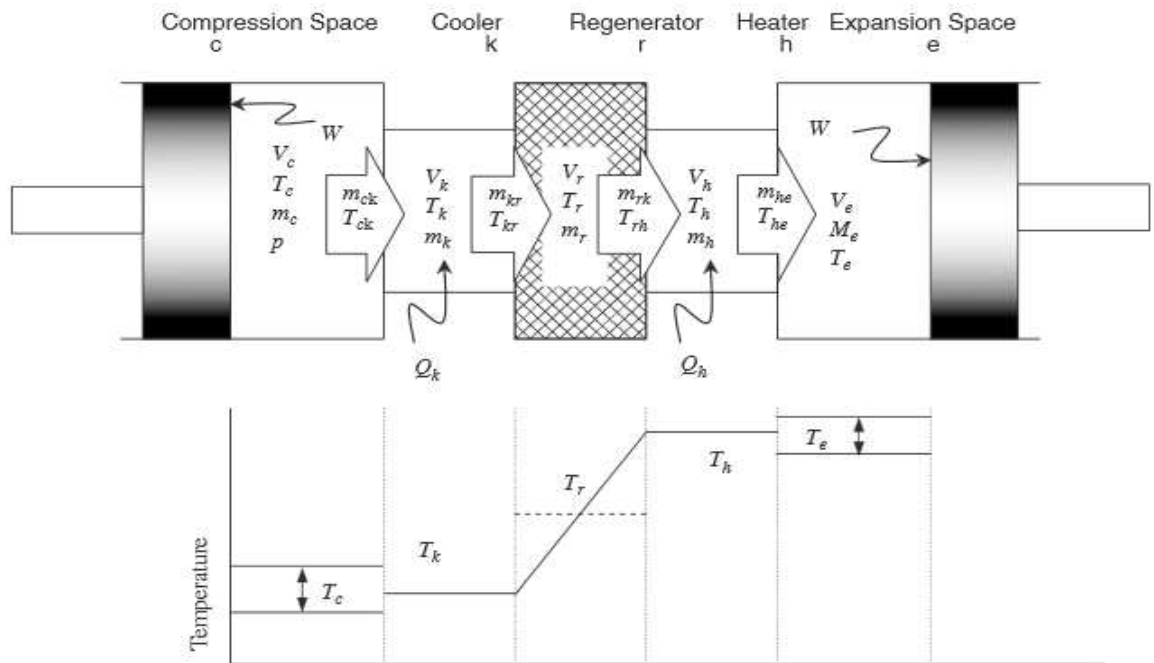 Compression Space Cooler Regenerator Heater Expansion Space
c k r h e
W W
V_c
T_c
m_c
p
m_ck
T_ck
V_k
T_k
m_k
m_kr
T_kr
V_r
T_r
m_r
m_rk
T_rh
V_h
T_h
m_h
m_he
T_he
V_e
M_e
T_e
Q_k Q_h
T_e
T_h
T_r
T_k
T_c
Temperature